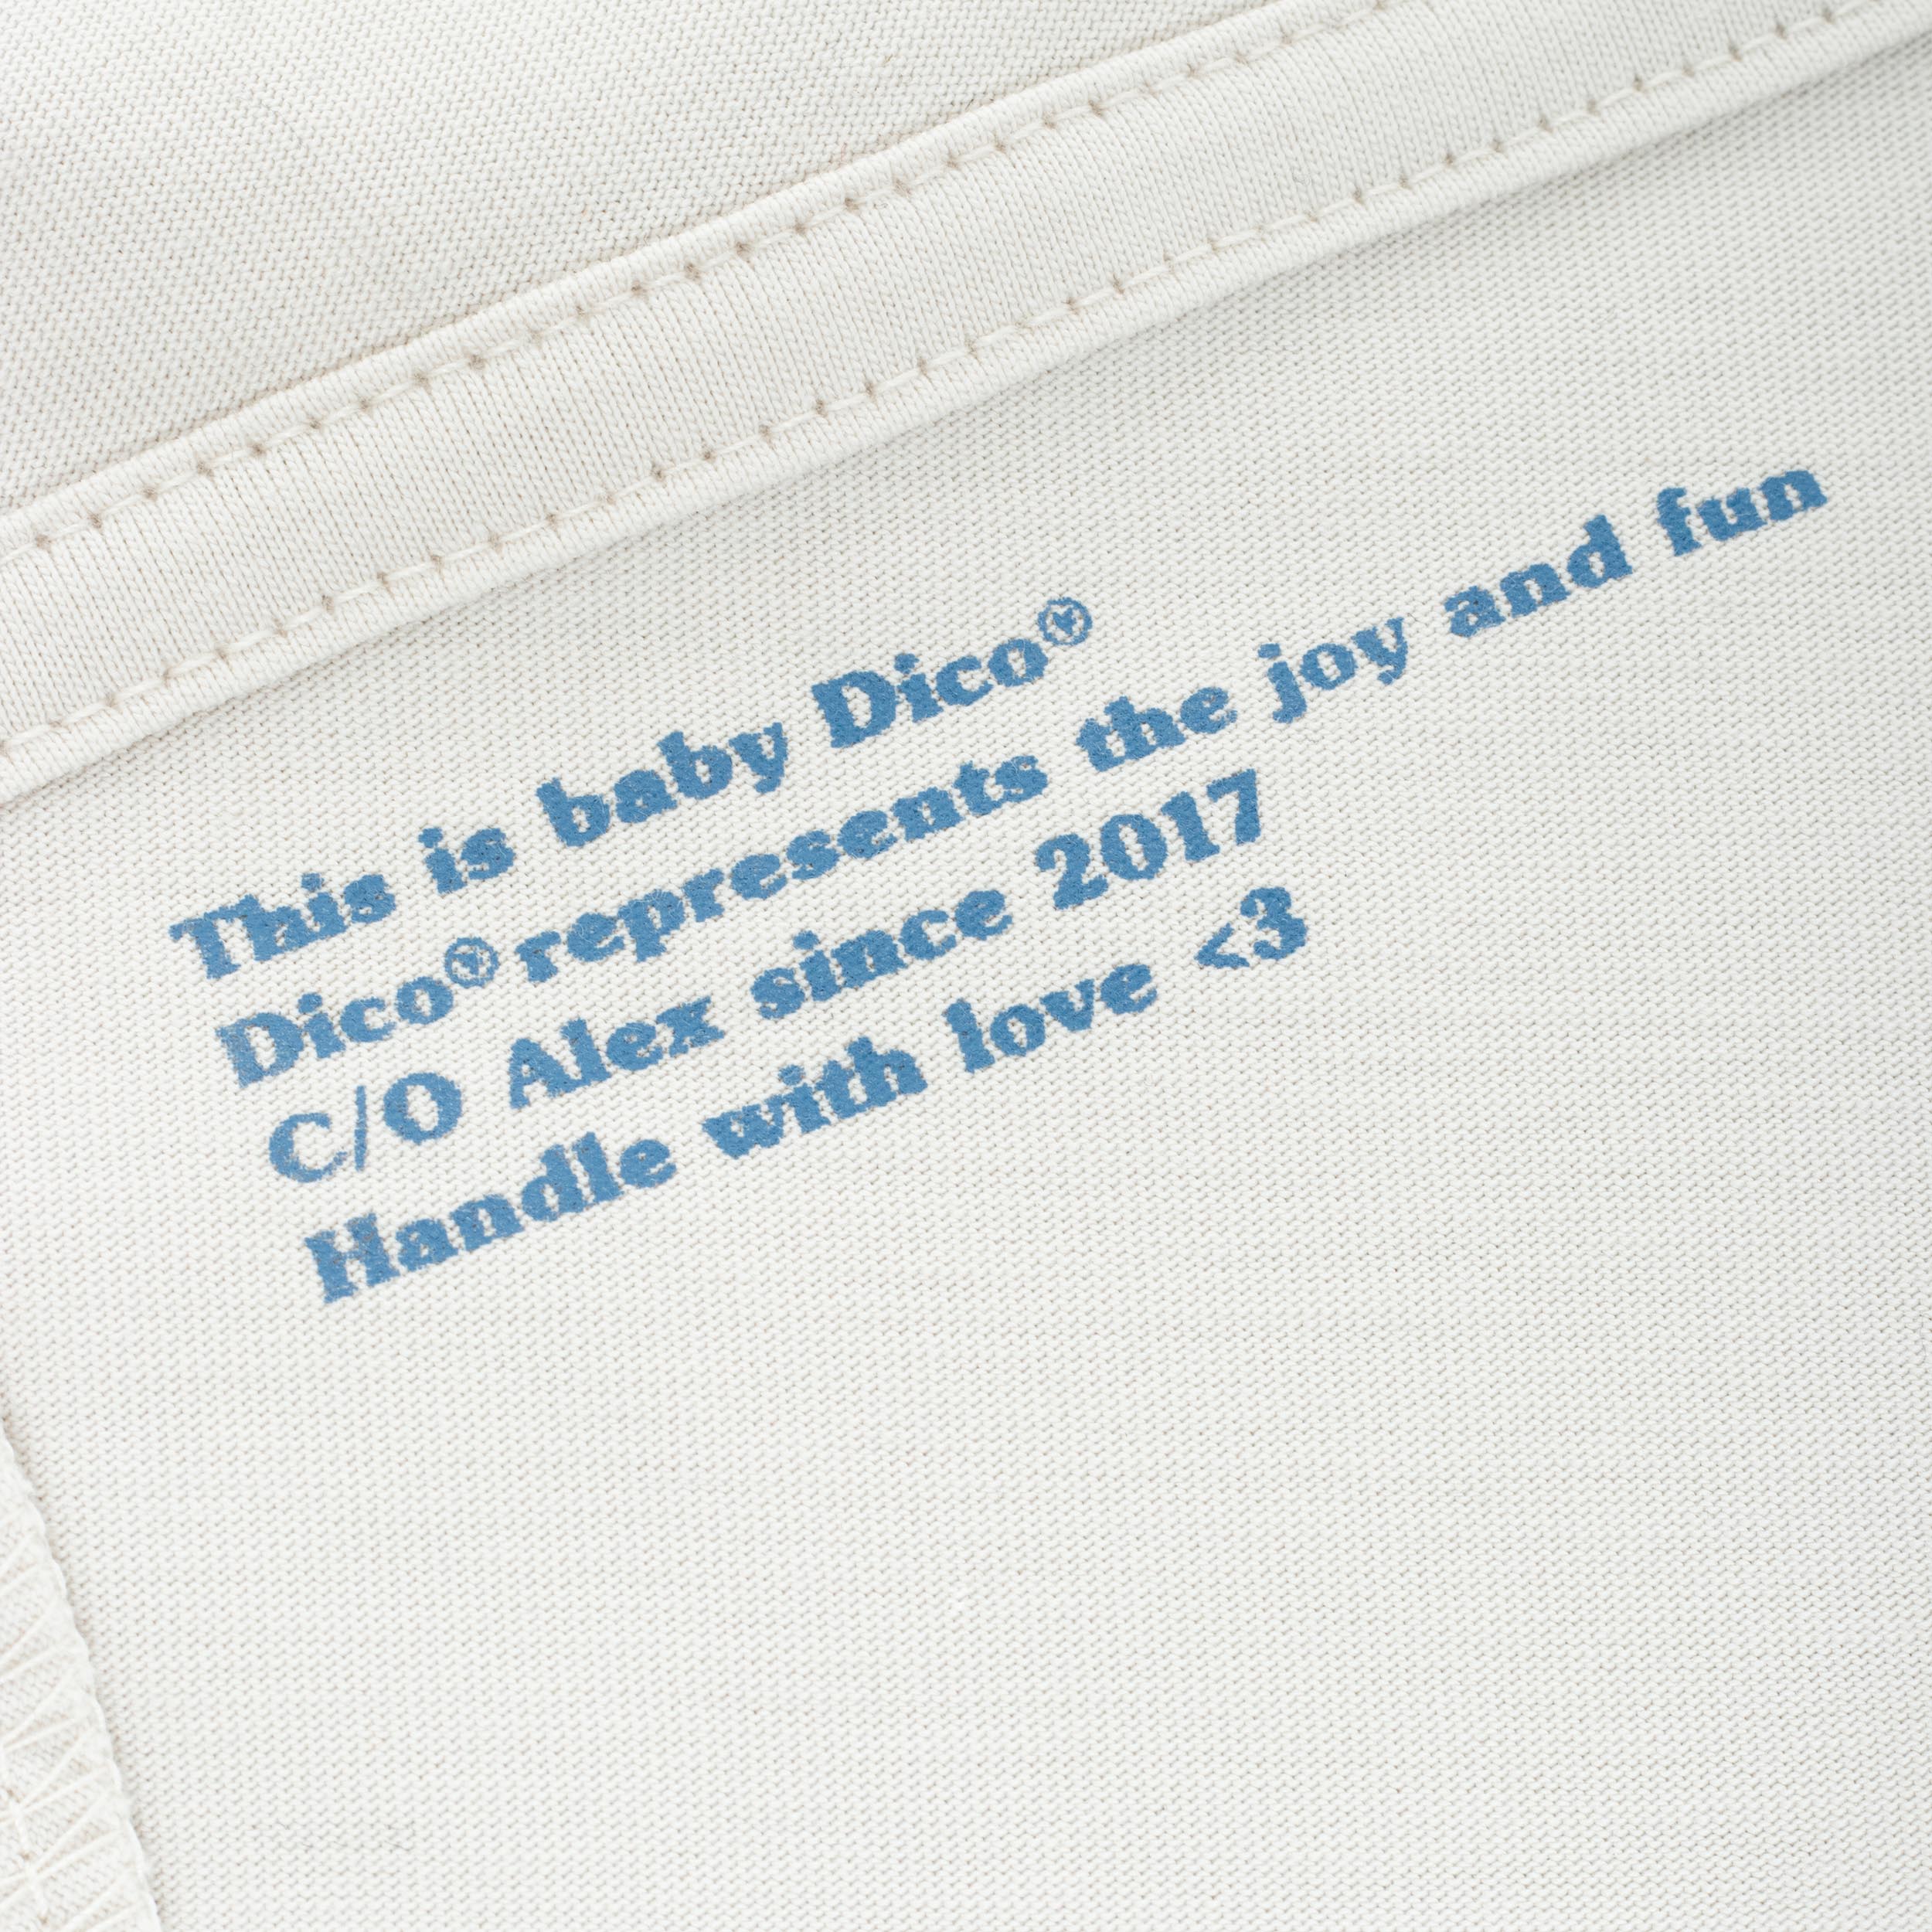 This is baby Dico®
Dico® represents the joy and fun
C/O Alex since 2017
Handle with love <3